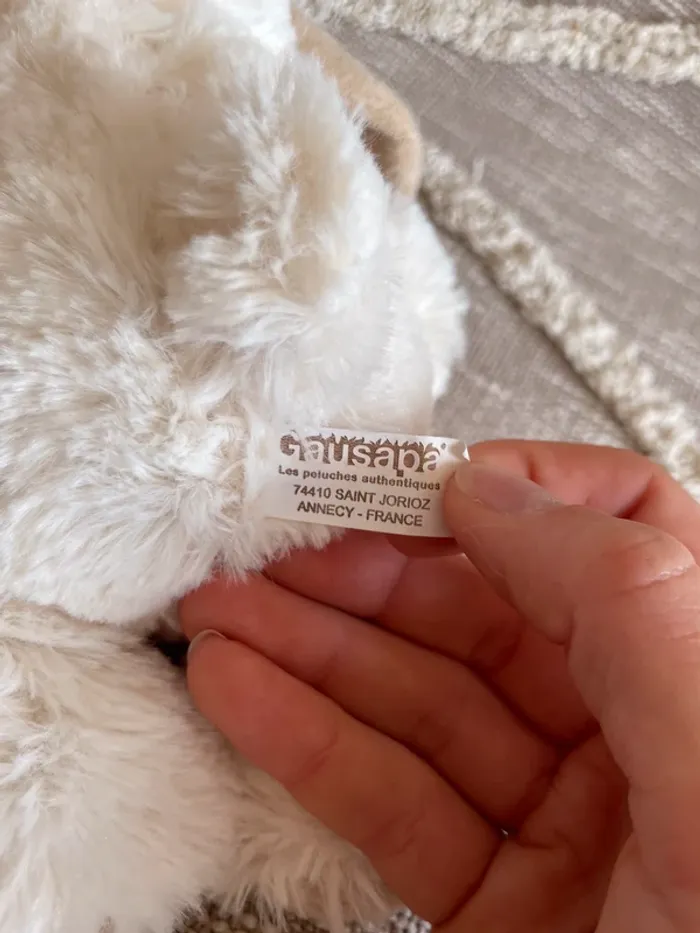 Gausapa
Les peluches authentiques
74410 SAINT JORIOZ
ANNECY - FRANCE